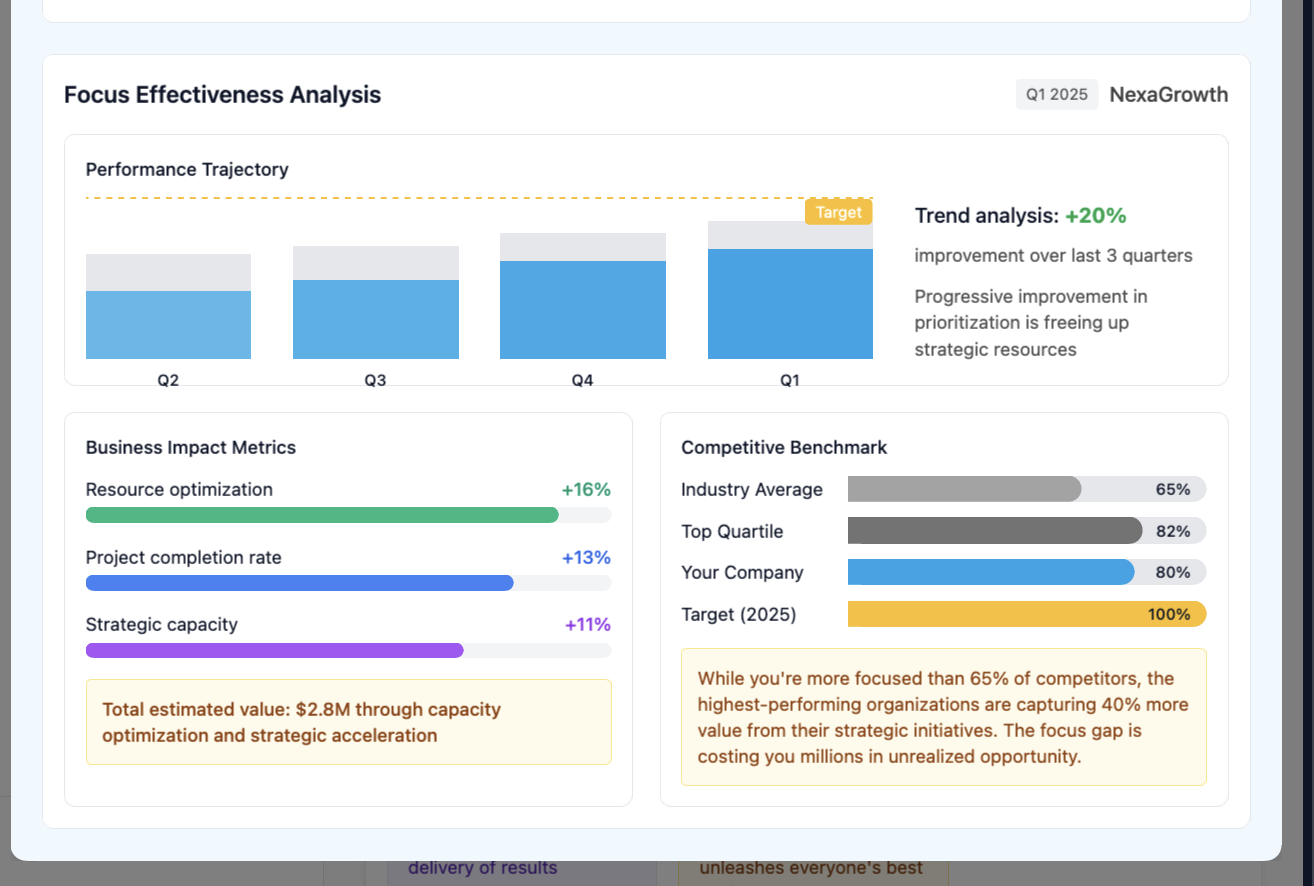 Focus Effectiveness Analysis
Q1 2025
NexaGrowth
Performance Trajectory
Target
Q2
Q3
Q4
Q1
Trend analysis: +20%
improvement over last 3 quarters
Progressive improvement in
prioritization is freeing up
strategic resources
Business Impact Metrics
Resource optimization
+16%
Project completion rate
+13%
Strategic capacity
+11%
Total estimated value: $2.8M through capacity
optimization and strategic acceleration
Competitive Benchmark
Industry Average
65%
Top Quartile
82%
Your Company
80%
Target (2025)
100%
While you're more focused than 65% of competitors, the
highest-performing organizations are capturing 40% more
value from their strategic initiatives. The focus gap is
costing you millions in unrealized opportunity.
delivery of results
unleashes everyone's best